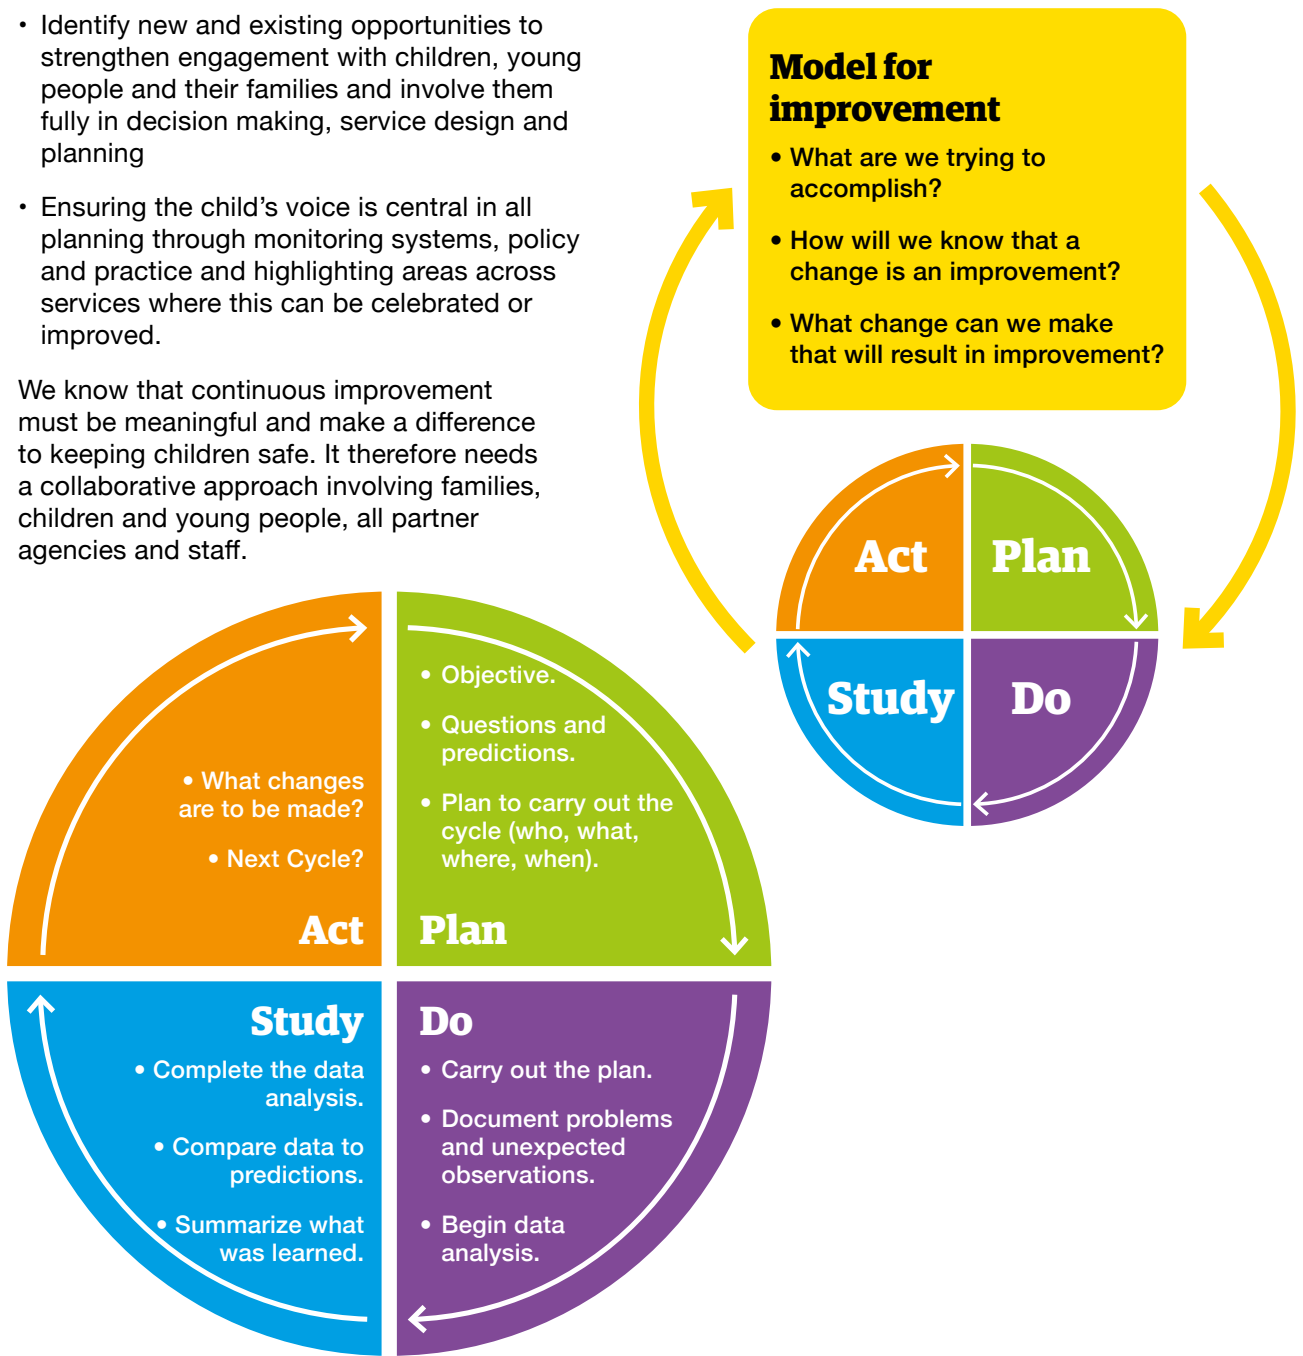 • Identify new and existing opportunities to
strengthen engagement with children, young
people and their families and involve them
fully in decision making, service design and
planning
• Ensuring the child’s voice is central in all
planning through monitoring systems, policy
and practice and highlighting areas across
services where this can be celebrated or
improved.
We know that continuous improvement
must be meaningful and make a difference
to keeping children safe. It therefore needs
a collaborative approach involving families,
children and young people, all partner
agencies and staff.
Model for
improvement
• What are we trying to
accomplish?
• How will we know that a
change is an improvement?
• What change can we make
that will result in improvement?
Act
Plan
Study
Do
• What changes
are to be made?
• Next Cycle?
Act
• Objective.
• Questions and
predictions.
• Plan to carry out the
cycle (who, what,
where, when).
Plan
Study
• Complete the data
analysis.
• Compare data to
predictions.
• Summarize what
was learned.
Do
• Carry out the plan.
• Document problems
and unexpected
observations.
• Begin data
analysis.